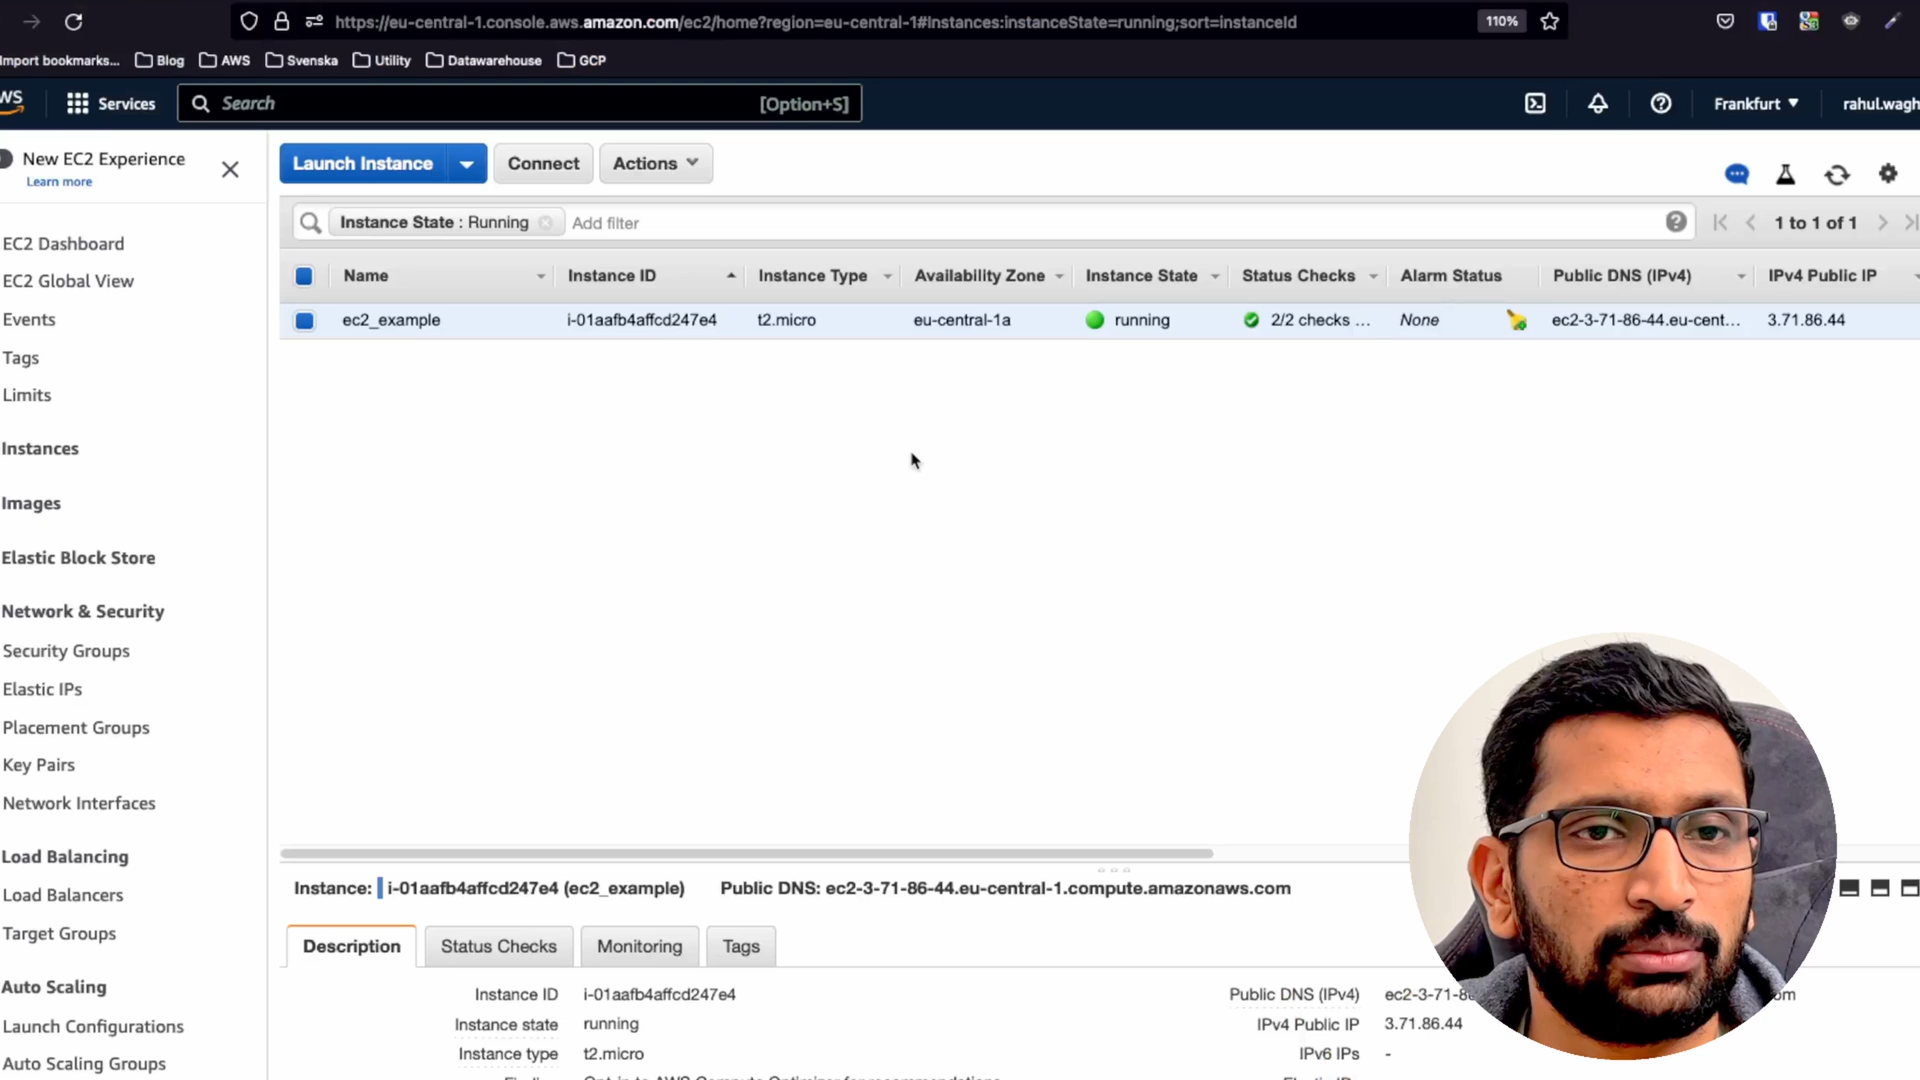 https://eu-central-1.console.aws.amazon.com/ec2/home?region=eu-central-1#Instances:instanceState=running;sort=instanceId
110%
Import bookmarks...
Blog
AWS
Svenska
Utility
Datawarehouse
GCP
Services
Search
[Option+S]
Frankfurt
rahul.wagh
New EC2 Experience
Learn more
EC2 Dashboard
EC2 Global View
Events
Tags
Limits
Instances
Images
Elastic Block Store
Network & Security
Security Groups
Elastic IPs
Placement Groups
Key Pairs
Network Interfaces
Load Balancing
Load Balancers
Target Groups
Auto Scaling
Launch Configurations
Auto Scaling Groups
Launch Instance
Connect
Actions
Instance State : Running
Add filter
1 to 1 of 1
Name
Instance ID
Instance Type
Availability Zone
Instance State
Status Checks
Alarm Status
Public DNS (IPv4)
IPv4 Public IP
ec2_example
i-01aafb4affcd247e4
t2.micro
eu-central-1a
running
2/2 checks ...
None
ec2-3-71-86-44.eu-cent...
3.71.86.44
Instance: i-01aafb4affcd247e4 (ec2_example)
Public DNS: ec2-3-71-86-44.eu-central-1.compute.amazonaws.com
Description
Status Checks
Monitoring
Tags
Instance ID
i-01aafb4affcd247e4
Instance state
running
Instance type
t2.micro
Public DNS (IPv4)
IPv4 Public IP
3.71.86.44
IPv6 IPs
-